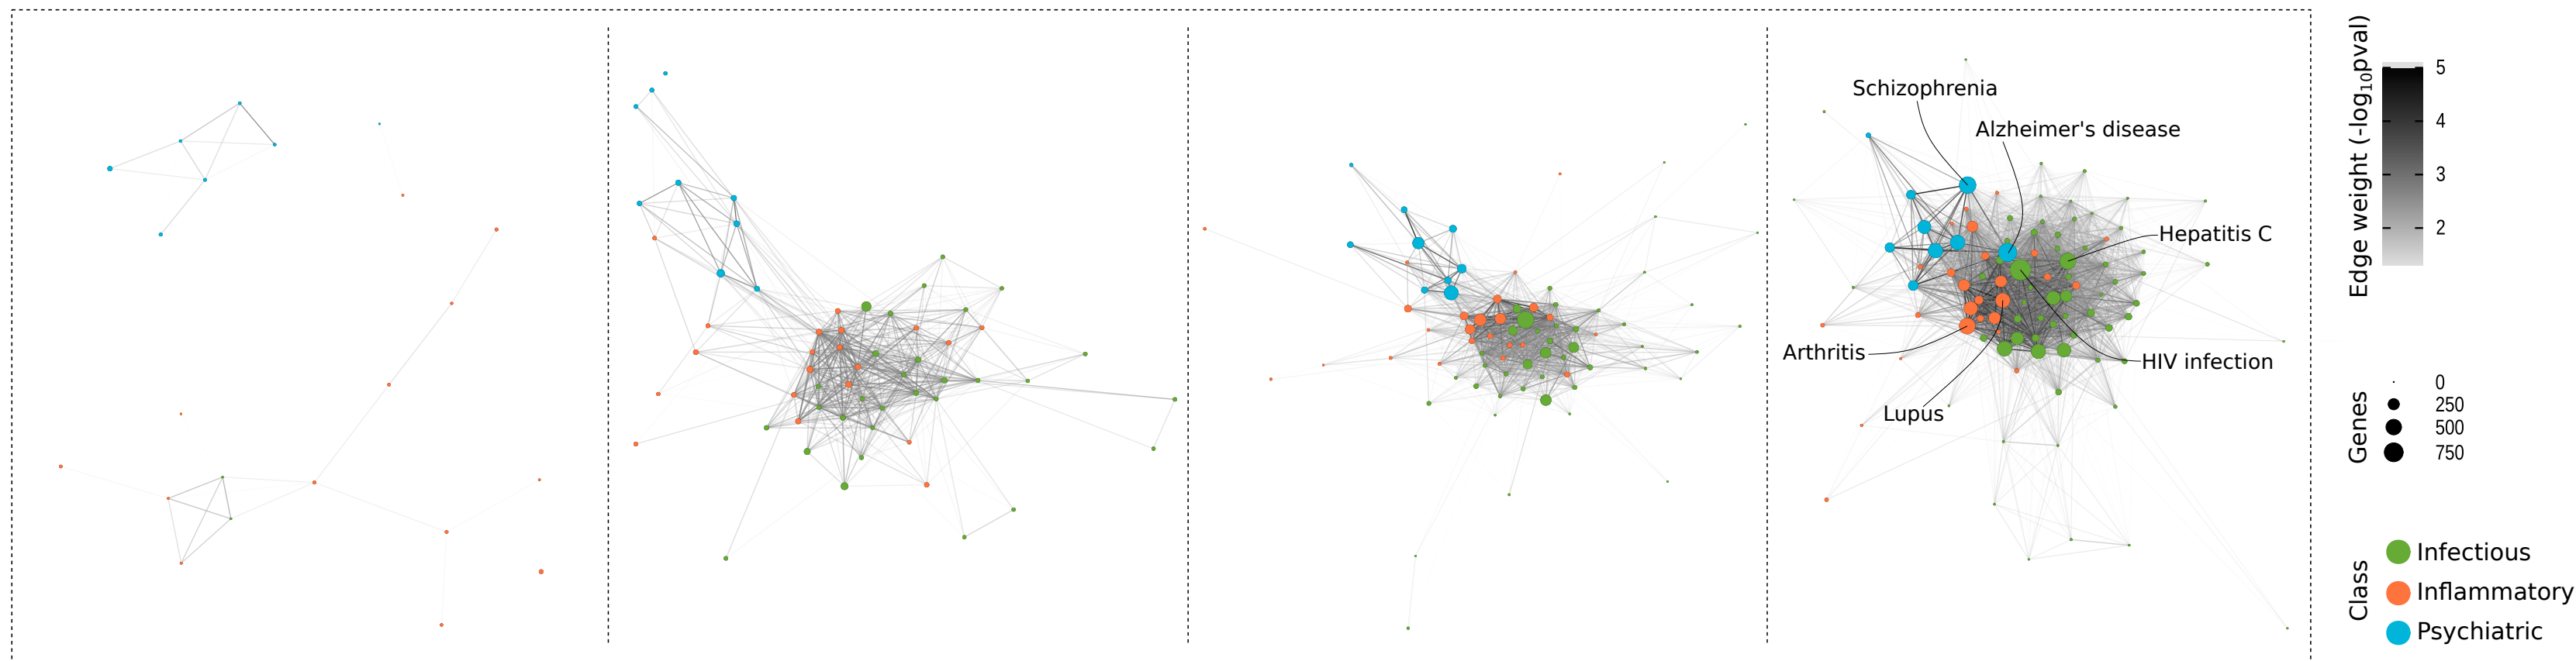 Schizophrenia
Alzheimer's disease
Hepatitis C
Arthritis
HIV infection
Lupus
Edge weight (-log10pval)
5
4
3
2
Genes
0
250
500
750
Class
Infectious
Inflammatory
Psychiatric